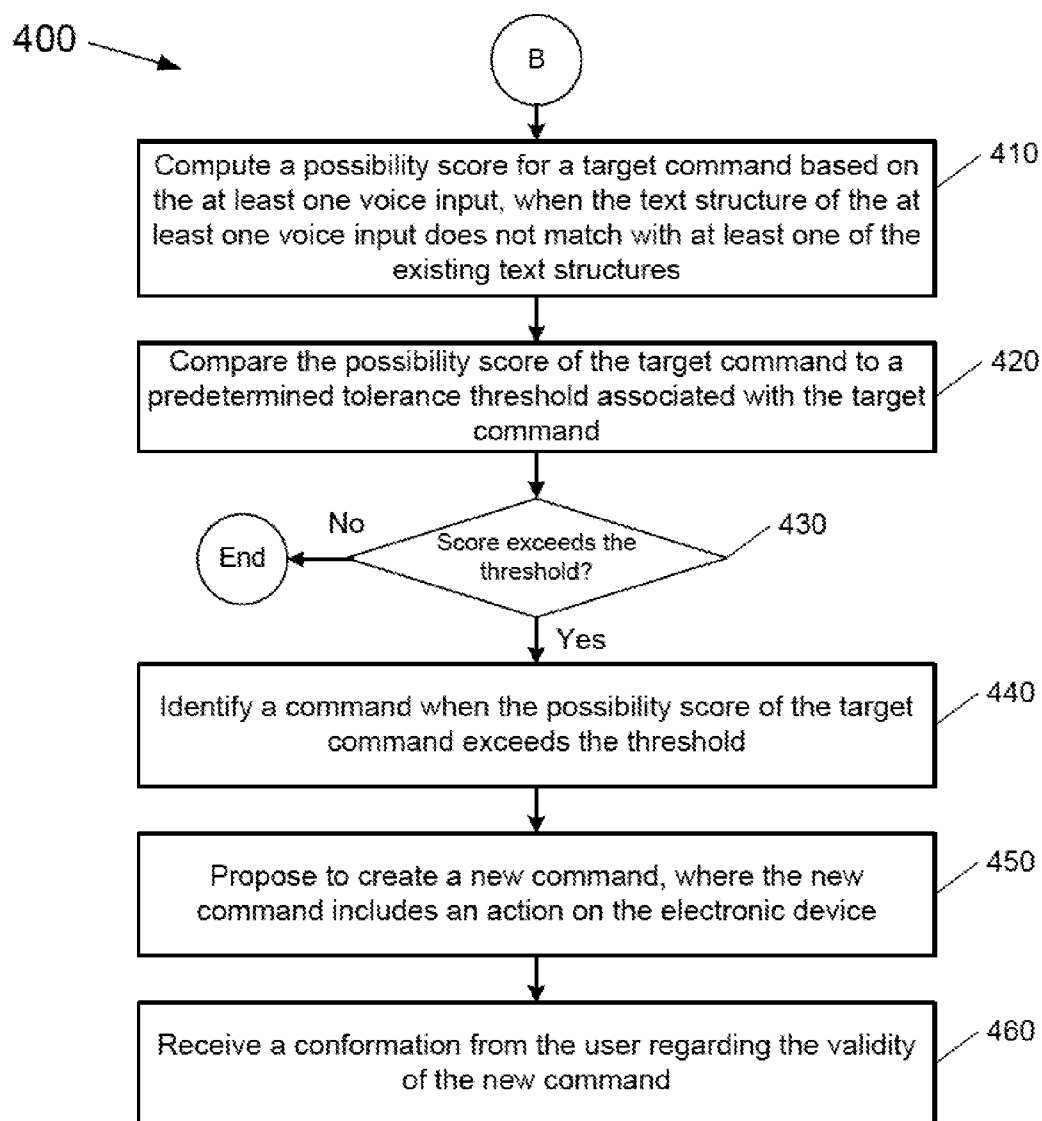 400
B
Compute a possibility score for a target command based on
the at least one voice input, when the text structure of the at
least one voice input does not match with at least one of the
existing text structures
410
Compare the possibility score of the target command to a
predetermined tolerance threshold associated with the target
command
420
No
End
Score exceeds the
threshold?
430
Yes
Identify a command when the possibility score of the target
command exceeds the threshold
440
Propose to create a new command, where the new
command includes an action on the electronic device
450
Receive a conformation from the user regarding the validity
of the new command
460